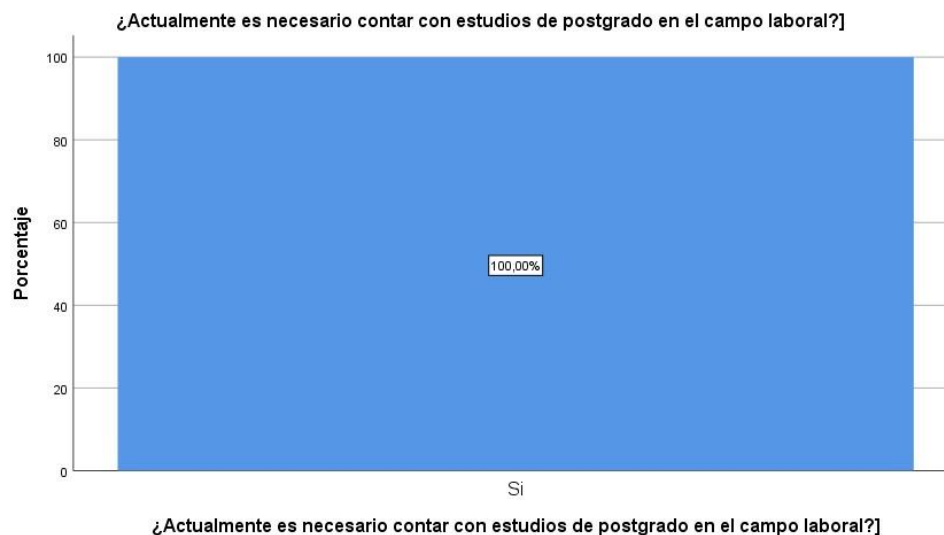 ¿Actualmente es necesario contar con estudios de postgrado en el campo laboral?]
100
80
60
40
20
0
Porcentaje
100,00%
Si
¿Actualmente es necesario contar con estudios de postgrado en el campo laboral?]